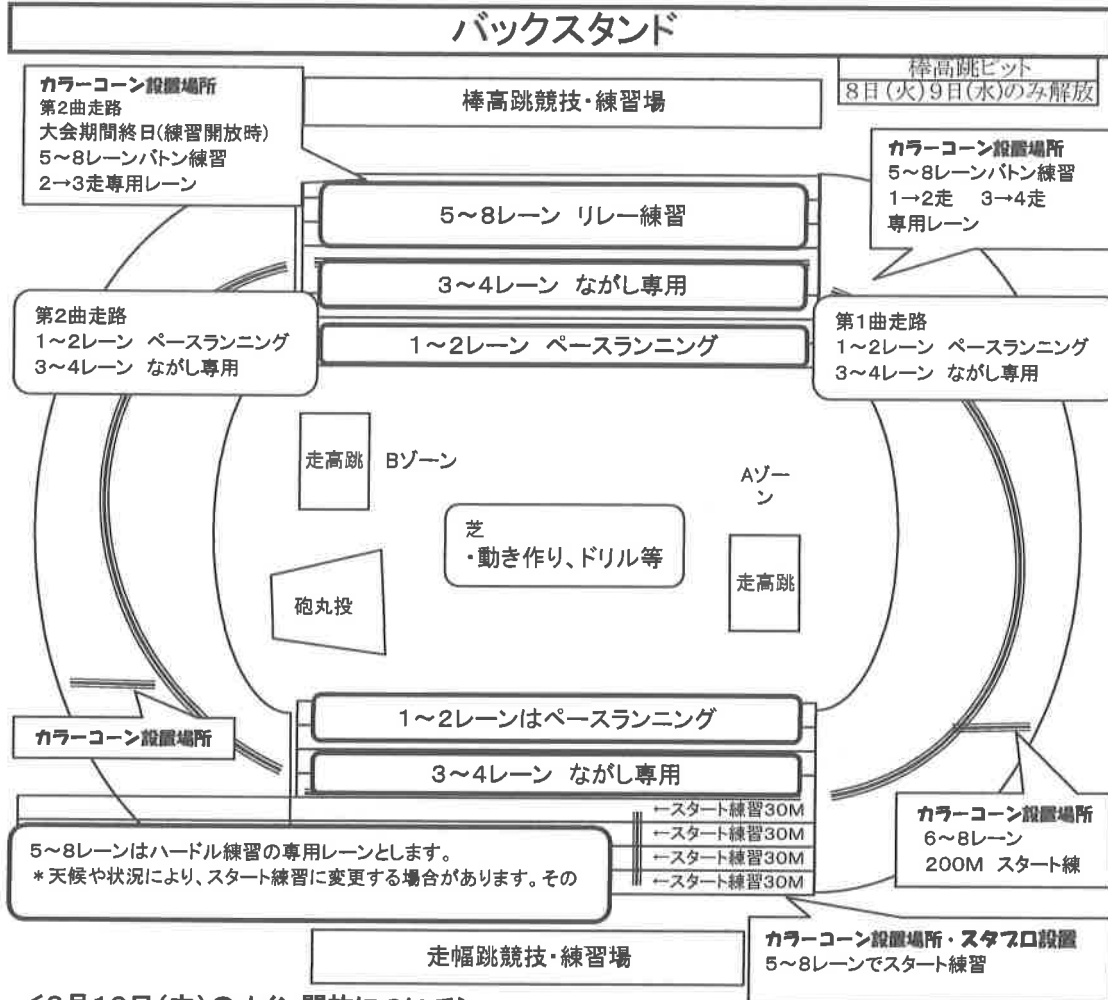 バックスタンド
カラーコーン設置場所
第2曲走路
大会期間終日(練習開放時)
5~8レーンバトン練習
2→3走専用レーン
棒高跳競技・練習場
棒高跳ピット
8日(火)9日(水)のみ解放
カラーコーン設置場所
5~8レーンバトン練習
1→2走 3→4走
専用レーン
5~8レーン リレー練習
3~4レーン ながし専用
1~2レーン ペースランニング
第2曲走路
1~2レーン ペースランニング
3~4レーン ながし専用
第1曲走路
1~2レーン ペースランニング
3~4レーン ながし専用
走高跳
Bゾーン
Aゾー
ン
芝
・動き作り、ドリル等
走高跳
砲丸投
1~2レーンはペースランニング
3~4レーン ながし専用
カラーコーン設置場所
←スタート練習30M
←スタート練習30M
←スタート練習30M
←スタート練習30M
5~8レーンはハードル練習の専用レーンとします。
*天候や状況により、スタート練習に変更する場合があります。その
カラーコーン設置場所
6~8レーン
200M スタート練
走幅跳競技・練習場
カラーコーン設置場所・スタブロ設置
5~8レーンでスタート練習